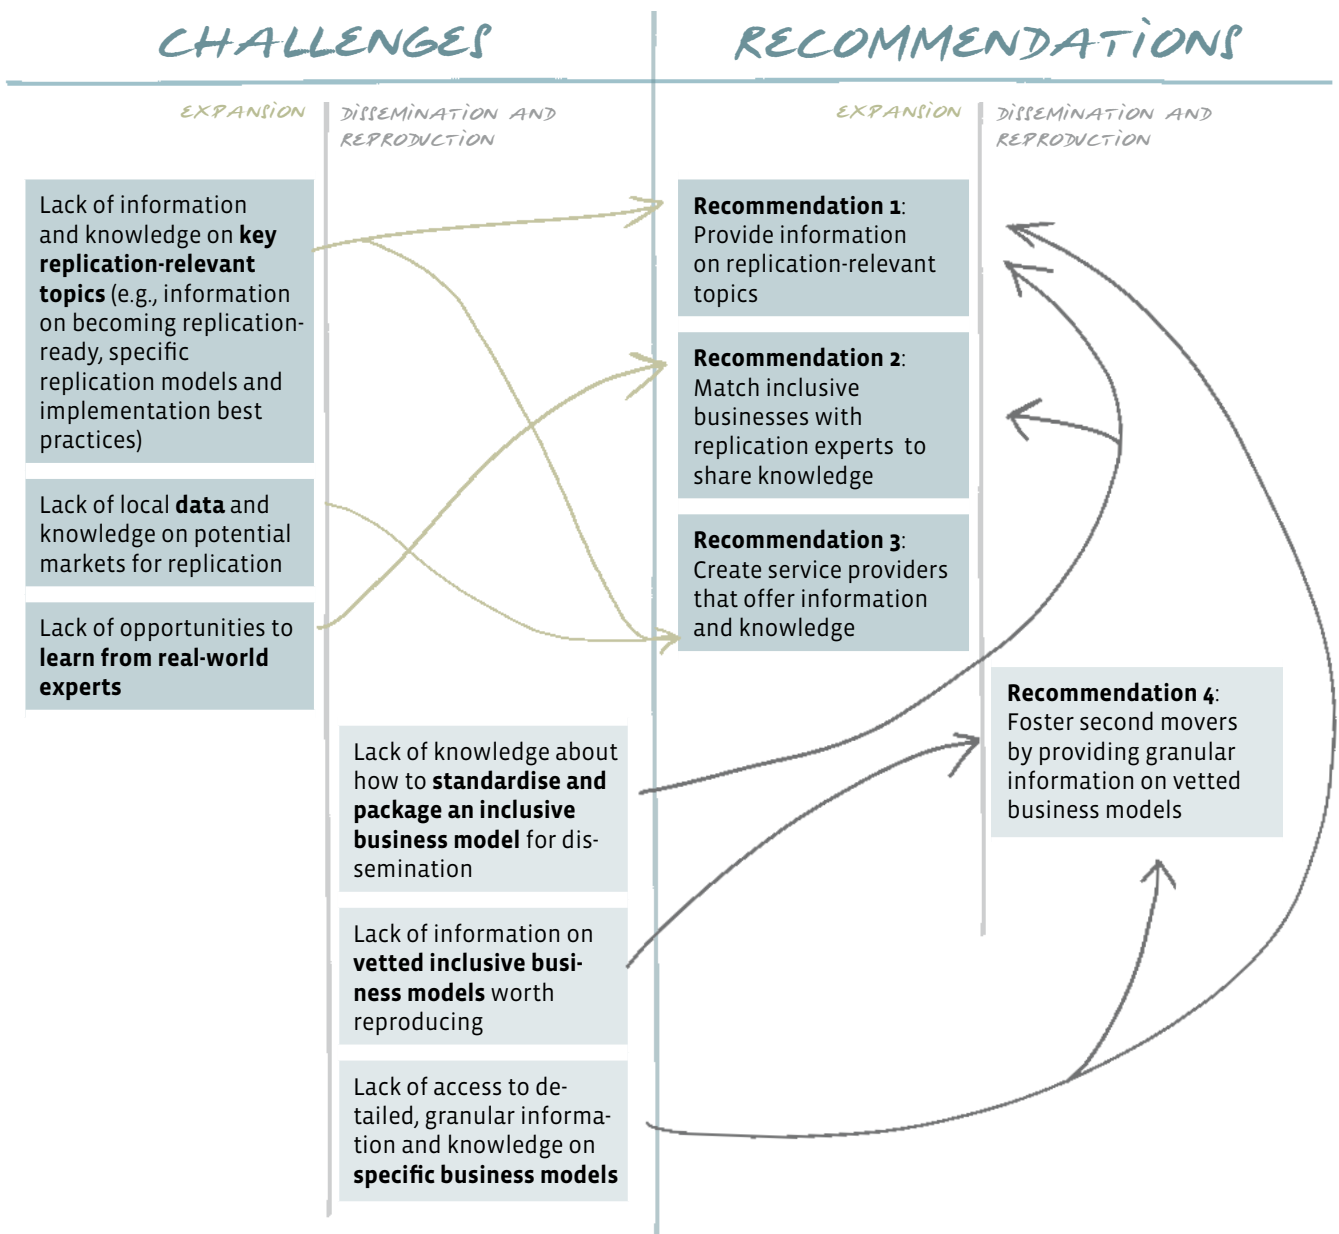 CHALLENGES
RECOMMENDATIONS
EXPANSION
DISSEMINATION AND
REPRODUCTION
EXPANSION
DISSEMINATION AND
REPRODUCTION
Lack of information
and knowledge on key
replication-relevant
topics (e.g., information
on becoming replication-
ready, specific
replication models and
implementation best
practices)
Lack of local data and
knowledge on potential
markets for replication
Lack of opportunities to
learn from real-world
experts
Lack of knowledge about
how to standardise and
package an inclusive
business model for dis-
semination
Lack of information on
vetted inclusive busi-
ness models worth
reproducing
Lack of access to de-
tailed, granular informa-
tion and knowledge on
specific business models
Recommendation 1:
Provide information
on replication-relevant
topics
Recommendation 2:
Match inclusive
businesses with
replication experts to
share knowledge
Recommendation 3:
Create service providers
that offer information
and knowledge
Recommendation 4:
Foster second movers
by providing granular
information on vetted
business models